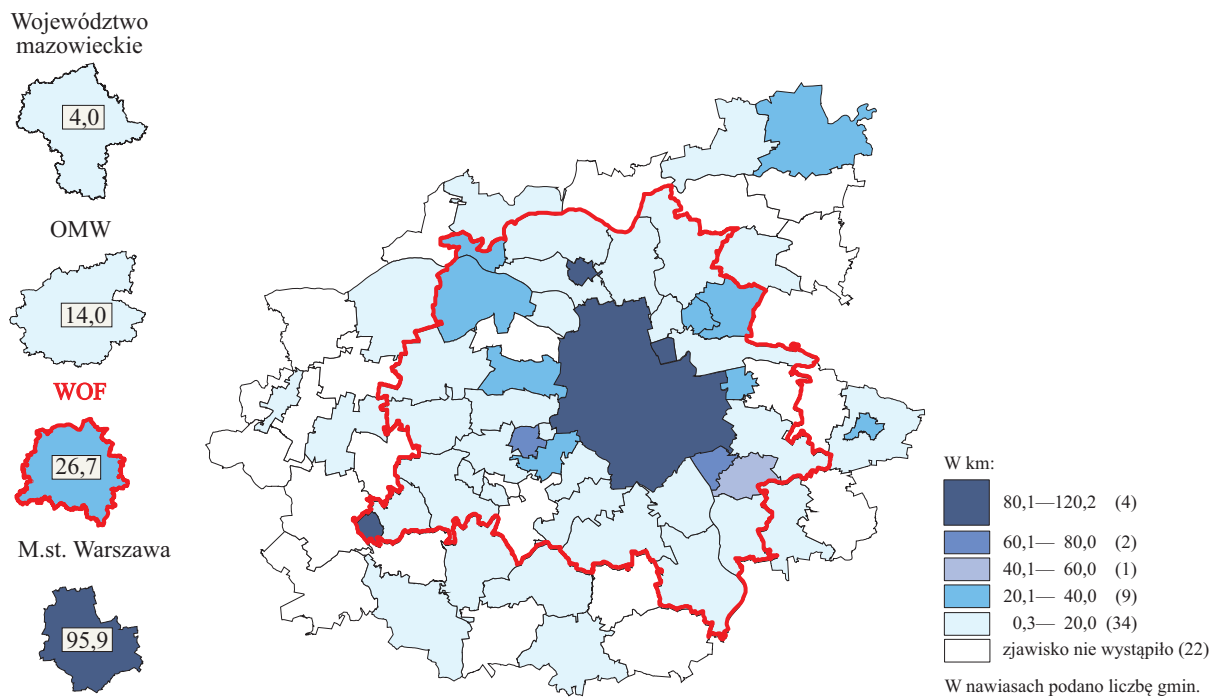 Województwo
mazowieckie
4,0
OMW
14,0
WOF
26,7
M.st. Warszawa
95,9
W km:
80,1—120,2 (4)
60,1— 80,0 (2)
40,1— 60,0 (1)
20,1— 40,0 (9)
0,3— 20,0 (34)
zjawisko nie wystąpiło (22)
W nawiasach podano liczbę gmin.